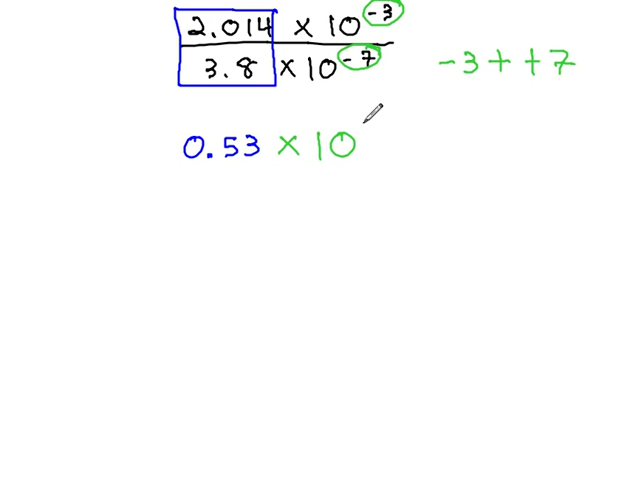 2.014 × 10⁻³
3.8 × 10⁻⁷
-3 + +7
0.53 × 10